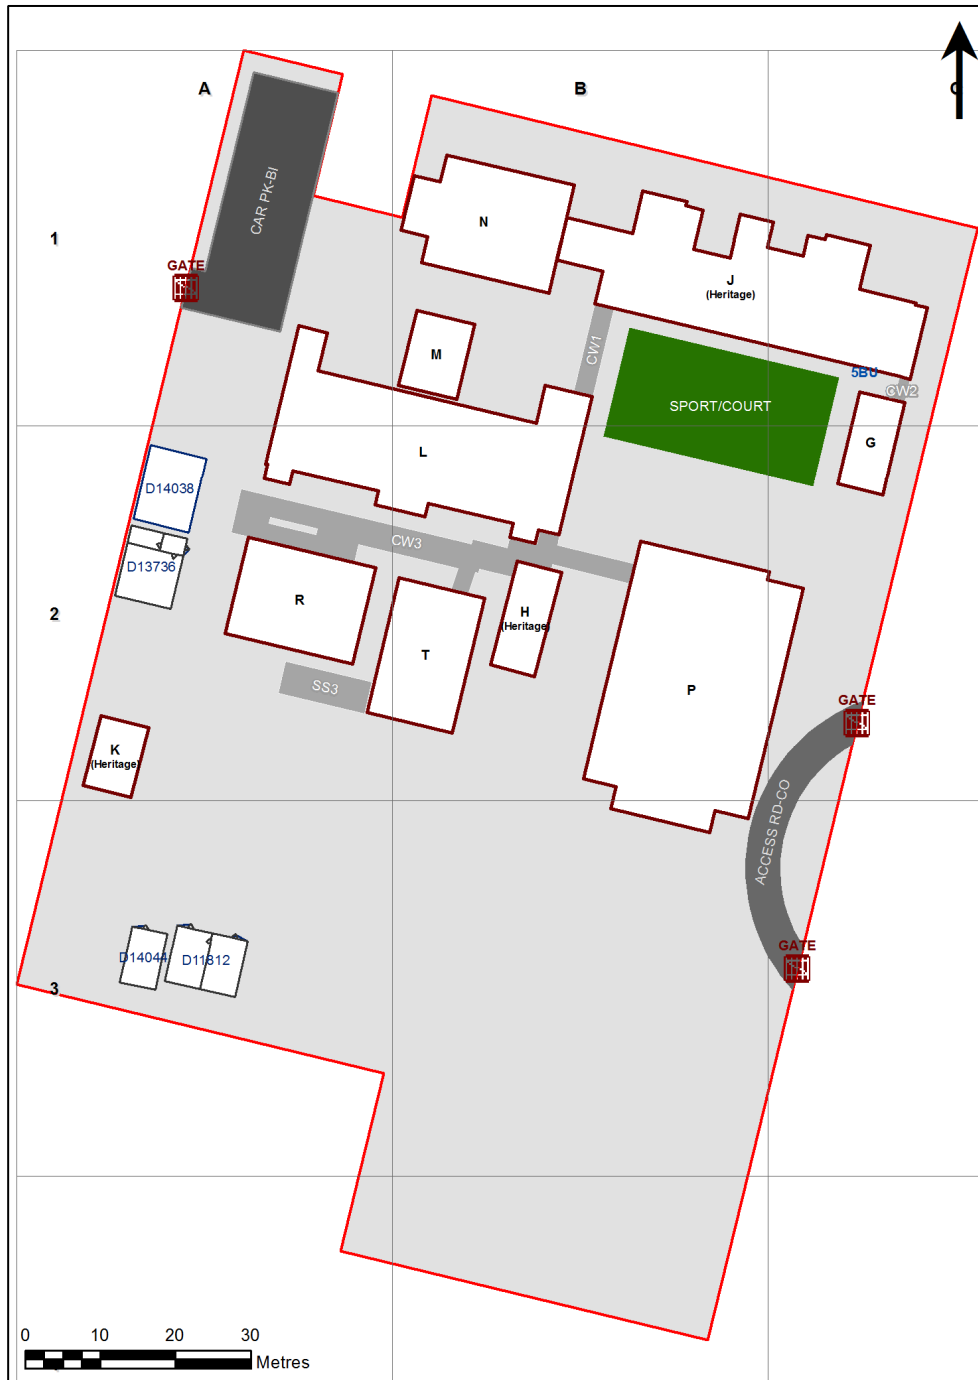 A
B
C
CAR PK-BI
1
N
GATE
J
(Heritage)
CW1
M
5BU
CW2
SPORT/COURT
G
L
D14038
CW3
D13736
R
H
(Heritage)
2
T
SS3
P
GATE
K
(Heritage)
ACCESS RD-CO
GATE
D14044
D11812
3
0 10 20 30
Metres